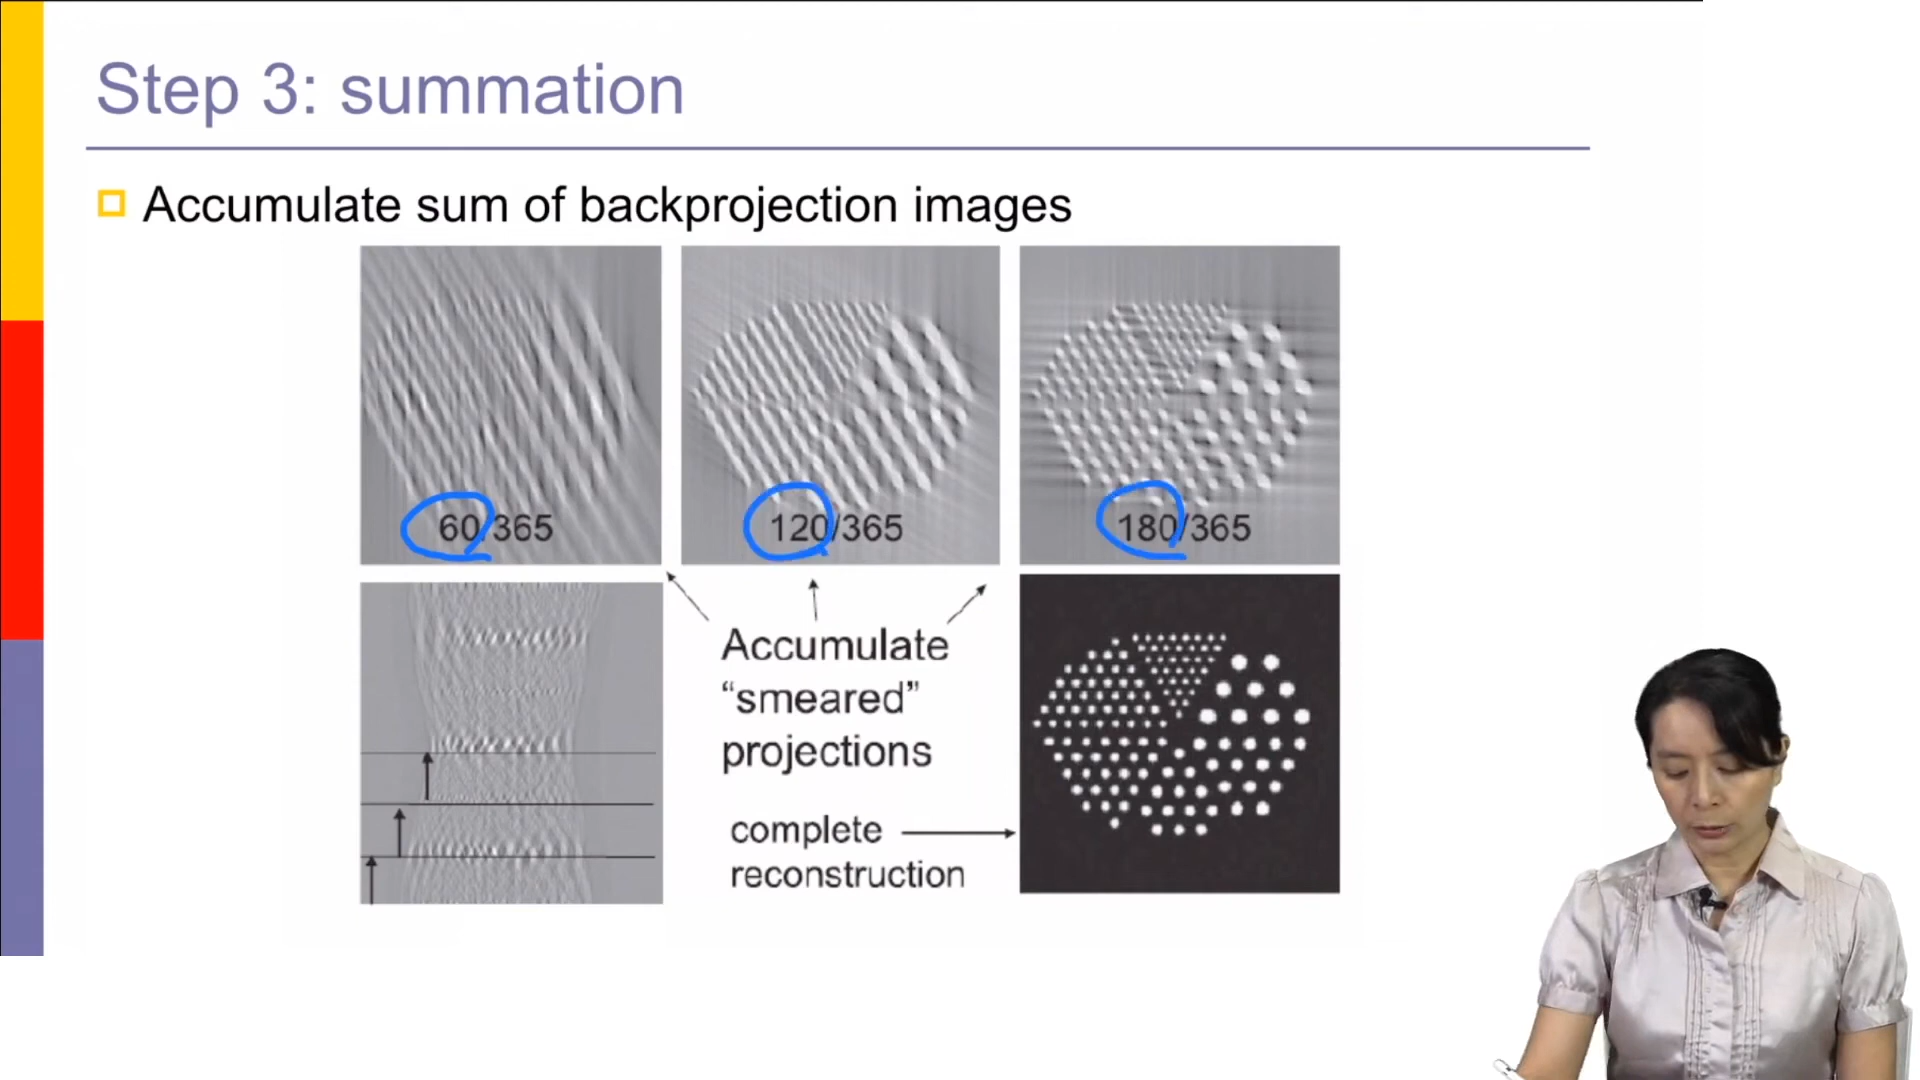 Step 3: summation
Accumulate sum of backprojection images
60/365
120/365
180/365
Accumulate
“smeared”
projections
complete
reconstruction